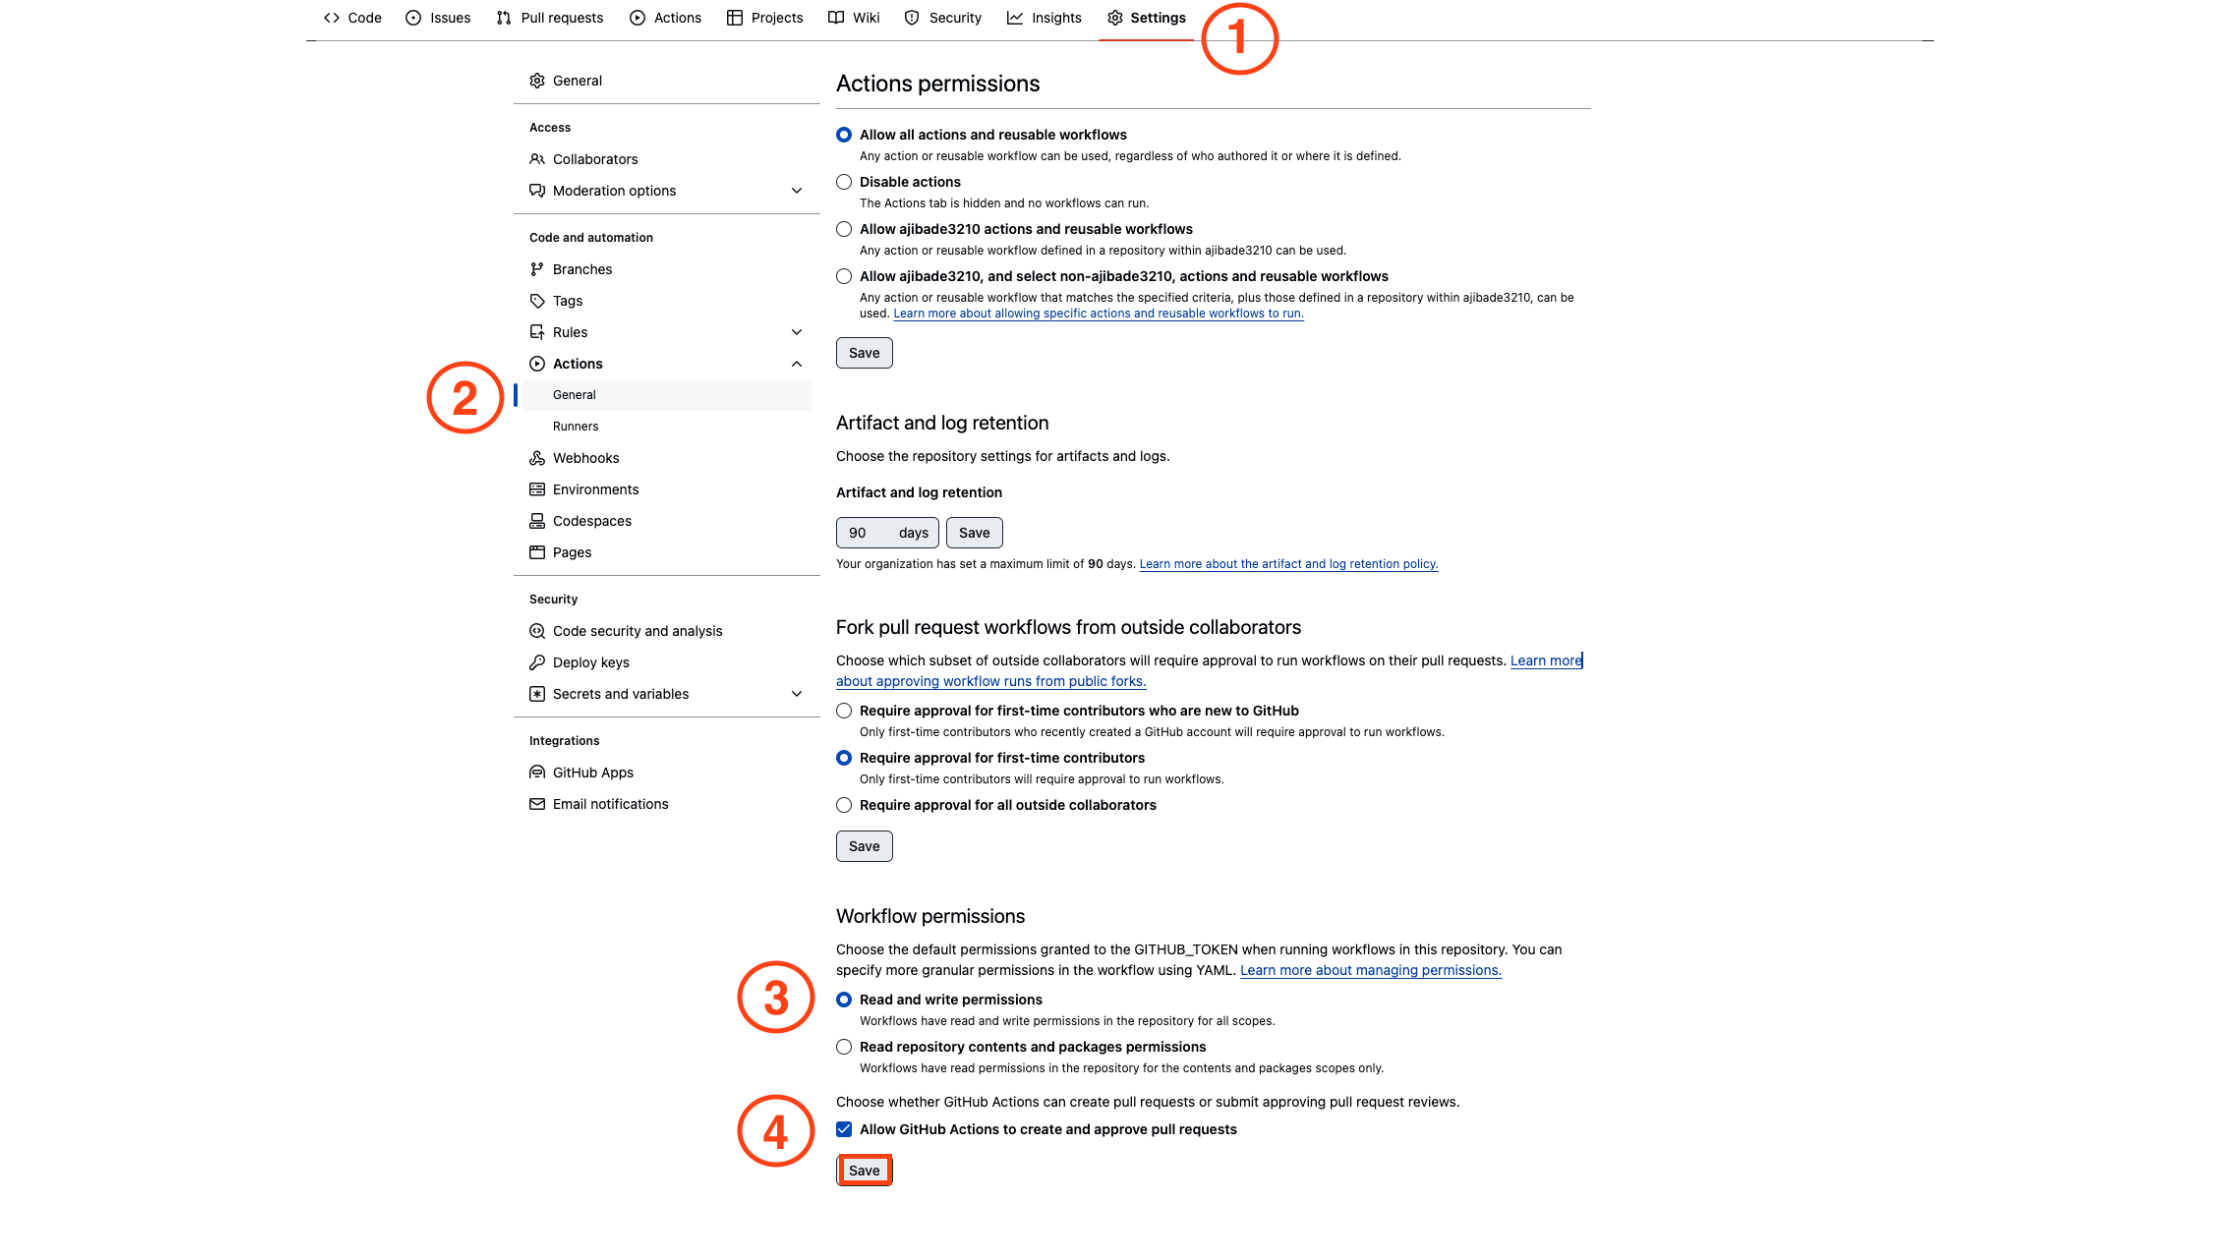 Code Issues Pull requests Actions Projects Wiki Security Insights Settings 1
General
Access
Collaborators
Moderation options
Code and automation
Branches
Tags
Rules
Actions
2 General
Runners
Webhooks
Environments
Codespaces
Pages
Security
Code security and analysis
Deploy keys
Secrets and variables
Integrations
GitHub Apps
Email notifications
Actions permissions
Allow all actions and reusable workflows
Any action or reusable workflow can be used, regardless of who authored it or where it is defined.
Disable actions
The Actions tab is hidden and no workflows can run.
Allow ajibade3210 actions and reusable workflows
Any action or reusable workflow defined in a repository within ajibade3210 can be used.
Allow ajibade3210, and select non-ajibade3210, actions and reusable workflows
Any action or reusable workflow that matches the specified criteria, plus those defined in a repository within ajibade3210, can be
used. Learn more about allowing specific actions and reusable workflows to run.
Save
Artifact and log retention
Choose the repository settings for artifacts and logs.
Artifact and log retention
90 days Save
Your organization has set a maximum limit of 90 days. Learn more about the artifact and log retention policy.
Fork pull request workflows from outside collaborators
Choose which subset of outside collaborators will require approval to run workflows on their pull requests. Learn more
about approving workflow runs from public forks.
Require approval for first-time contributors who are new to GitHub
Only first-time contributors who recently created a GitHub account will require approval to run workflows.
Require approval for first-time contributors
Only first-time contributors will require approval to run workflows.
Require approval for all outside collaborators
Save
Workflow permissions
Choose the default permissions granted to the GITHUB_TOKEN when running workflows in this repository. You can
specify more granular permissions in the workflow using YAML. Learn more about managing permissions.
3 Read and write permissions
Workflows have read and write permissions in the repository for all scopes.
Read repository contents and packages permissions
Workflows have read permissions in the repository for the contents and packages scopes only.
Choose whether GitHub Actions can create pull requests or submit approving pull request reviews.
4 Allow GitHub Actions to create and approve pull requests
Save